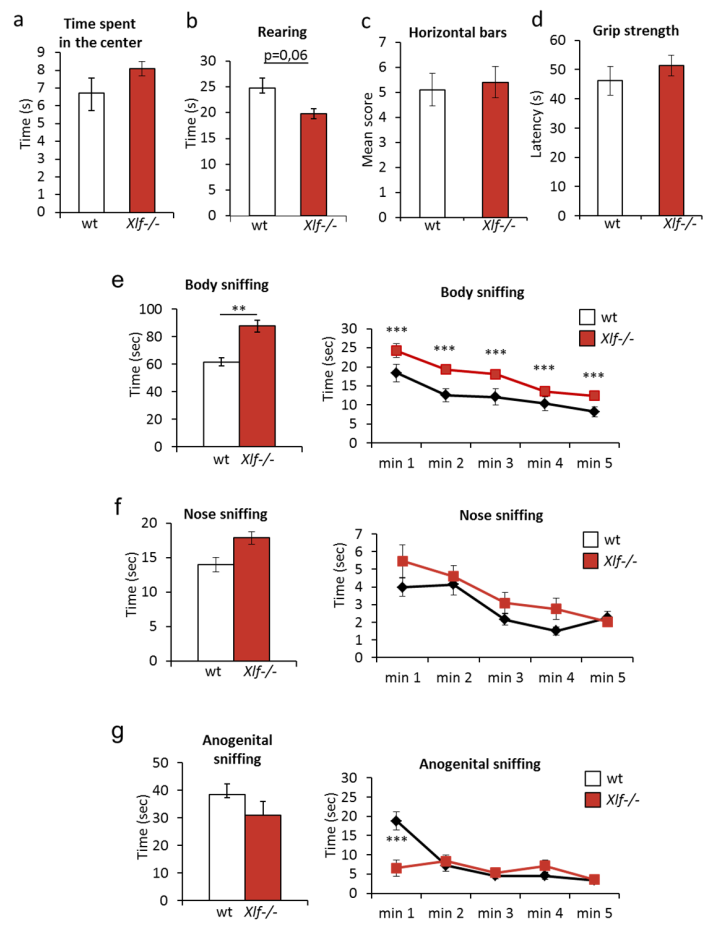 a
Time spent
in the center
Time (s)
9
8
7
6
5
4
3
2
1
0
wt
Xlf-/-
b
Rearing
p=0,06
Time (s)
30
25
20
15
10
5
0
wt
Xlf-/-
c
Horizontal bars
Mean score
7
6
5
4
3
2
1
0
wt
Xlf-/-
d
Grip strength
Latency (s)
60
50
40
30
20
10
0
wt
Xlf-/-
e
Body sniffing
**
Time (sec)
100
80
60
40
20
0
wt
Xlf-/-
Body sniffing
wt
Xlf-/-
Time (sec)
30
25
20
15
10
5
0
***
***
***
***
***
min 1
min 2
min 3
min 4
min 5
f
Nose sniffing
Time (sec)
20
15
10
5
0
wt
Xlf-/-
Nose sniffing
wt
Xlf-/-
Time (sec)
7
6
5
4
3
2
1
0
min 1
min 2
min 3
min 4
min 5
g
Anogenital
sniffing
Time (sec)
50
40
30
20
10
0
wt
Xlf-/-
Anogenital sniffing
wt
Xlf-/-
Time (sec)
30
25
20
15
10
5
0
***
min 1
min 2
min 3
min 4
min 5